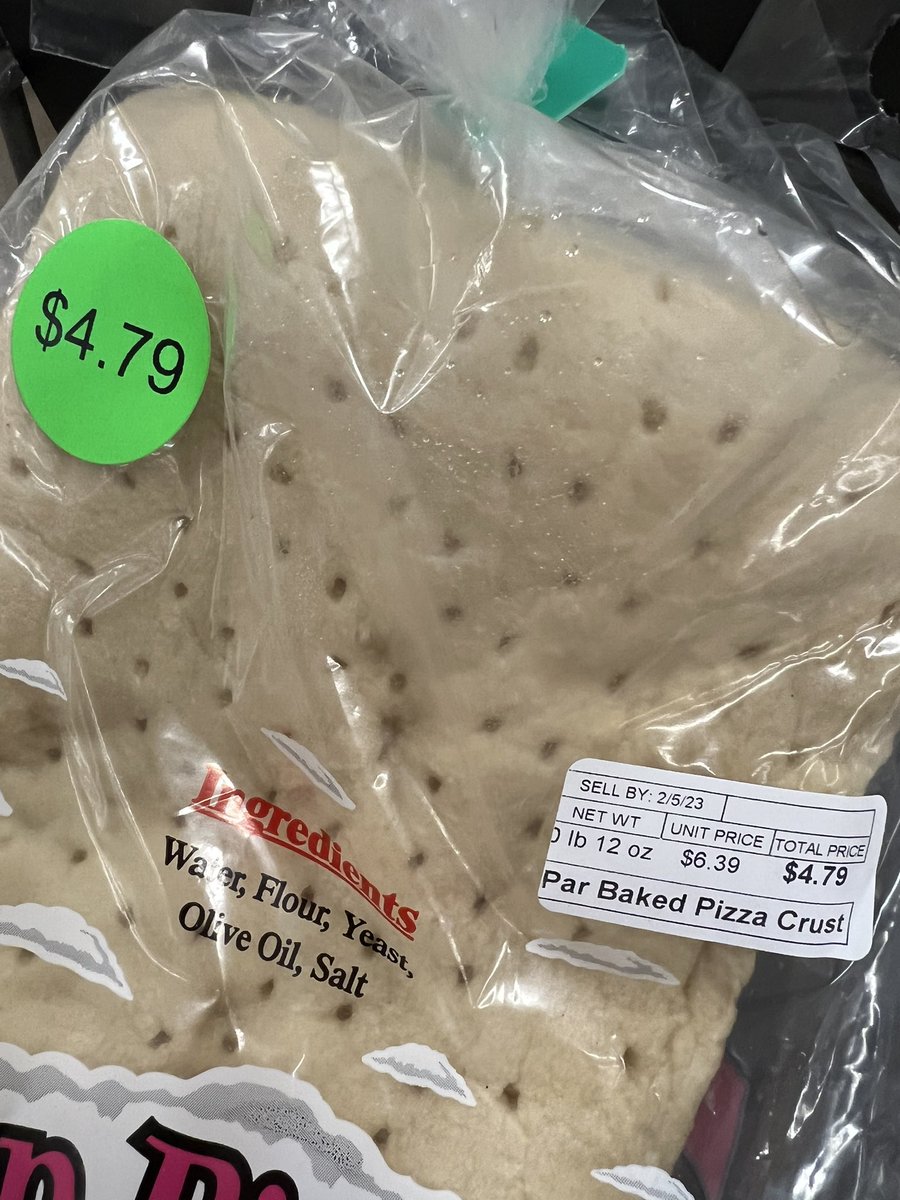 $4.79
Ingredients
Water, Flour, Yeast,
Olive Oil, Salt
SELL BY: 2/5/23
NET WT UNIT PRICE TOTAL PRICE
0 lb 12 oz $6.39 $4.79
Par Baked Pizza Crust